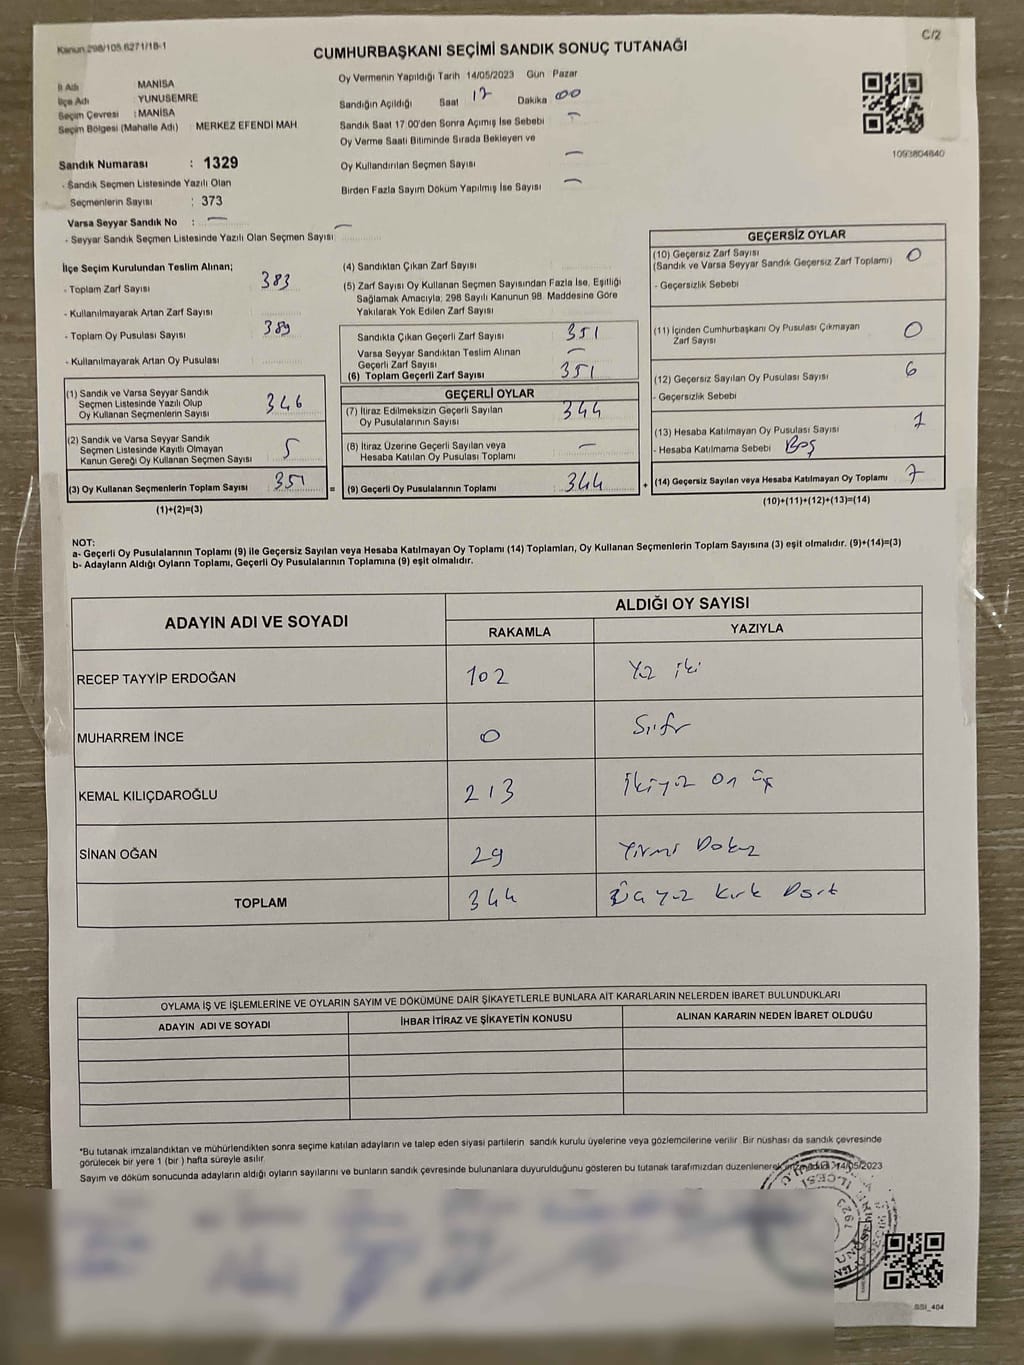 Kanun 298/105.6271/18-1
C/2
CUMHURBAŞKANI SEÇİMİ SANDIK SONUÇ TUTANAĞI
İl Adı MANİSA
İlçe Adı YUNUSEMRE
Seçim Çevresi : MANİSA
Seçim Bölgesi (Mahalle Adı) MERKEZ EFENDİ MAH.
Sandık Numarası : 1329
- Sandık Seçmen Listesinde Yazılı Olan
Seçmenlerin Sayısı : 373
Varsa Seyyar Sandık No : —
- Seyyar Sandık Seçmen Listesinde Yazılı Olan Seçmen Sayısı: —
Oy Vermenin Yapıldığı Tarih 14/05/2023 Gün Pazar
Sandığın Açıldığı Saat 17 Dakika 00
Sandık Saat 17:00'den Sonra Açımış İse Sebebi —
Oy Verme Saati Bitiminde Sırada Bekleyen ve
Oy Kullandırılan Seçmen Sayısı —
Birden Fazla Sayım Döküm Yapılmış İse Sayısı —
1093804840
İlçe Seçim Kurulundan Teslim Alınan;
- Toplam Zarf Sayısı 383
- Kullanılmayarak Artan Zarf Sayısı
- Toplam Oy Pusulası Sayısı 389
- Kullanılmayarak Artan Oy Pusulası
(1) Sandık ve Varsa Seyyar Sandık
Seçmen Listesinde Yazılı Olup
Oy Kullanan Seçmenlerin Sayısı 346
(2) Sandık ve Varsa Seyyar Sandık
Seçmen Listesinde Kayıtlı Olmayan
Kanun Gereği Oy Kullanan Seçmen Sayısı 5
(3) Oy Kullanan Seçmenlerin Toplam Sayısı 351
(1)+(2)=(3)
(4) Sandıktan Çıkan Zarf Sayısı
(5) Zarf Sayısı Oy Kullanan Seçmen Sayısından Fazla İse, Eşitliği
Sağlamak Amacıyla; 298 Sayılı Kanunun 98. Maddesine Göre
Yakılarak Yok Edilen Zarf Sayısı
Sandıkta Çıkan Geçerli Zarf Sayısı 351
Varsa Seyyar Sandıktan Teslim Alınan
Geçerli Zarf Sayısı —
(6) Toplam Geçerli Zarf Sayısı 351
GEÇERLİ OYLAR
(7) İtiraz Edilmeksizin Geçerli Sayılan
Oy Pusulalarının Sayısı 344
(8) İtiraz Üzerine Geçerli Sayılan veya
Hesaba Katılan Oy Pusulası Toplamı —
= (9) Geçerli Oy Pusulalarının Toplamı 344
GEÇERSİZ OYLAR
(10) Geçersiz Zarf Sayısı 0
(Sandık ve Varsa Seyyar Sandık Geçersiz Zarf Toplamı)
- Geçersizlik Sebebi
(11) İçinden Cumhurbaşkanı Oy Pusulası Çıkmayan
Zarf Sayısı 0
(12) Geçersiz Sayılan Oy Pusulası Sayısı 6
- Geçersizlik Sebebi
(13) Hesaba Katılmayan Oy Pusulası Sayısı 1
- Hesaba Katılmama Sebebi Boş
+ (14) Geçersiz Sayılan veya Hesaba Katılmayan Oy Toplamı 7
(10)+(11)+(12)+(13)=(14)
NOT:
a- Geçerli Oy Pusulalarının Toplamı (9) ile Geçersiz Sayılan veya Hesaba Katılmayan Oy Toplamı (14) Toplamları, Oy Kullanan Seçmenlerin Toplam Sayısına (3) eşit olmalıdır. (9)+(14)=(3)
b- Adayların Aldığı Oyların Toplamı, Geçerli Oy Pusulalarının Toplamına (9) eşit olmalıdır.
ADAYIN ADI VE SOYADI ALDIĞI OY SAYISI
RAKAMLA YAZIYLA
RECEP TAYYİP ERDOĞAN 102 Yüz iki
MUHARREM İNCE 0 Sıfır
KEMAL KILIÇDAROĞLU 213 İkiyüz on üç
SİNAN OĞAN 29 Yirmi Dokuz
TOPLAM 344 Üçyüz Kırk Dört
OYLAMA İŞ VE İŞLEMLERİNE VE OYLARIN SAYIM VE DÖKÜMÜNE DAİR ŞİKAYETLERLE BUNLARA AİT KARARLARIN NELERDEN İBARET BULUNDUKLARI
ADAYIN ADI VE SOYADI İHBAR İTİRAZ VE ŞİKAYETİN KONUSU ALINAN KARARIN NEDEN İBARET OLDUĞU
*Bu tutanak imzalandıktan ve mühürlendikten sonra seçime katılan adayların ve talep eden siyasi partilerin sandık kurulu üyelerine veya gözlemcilerine verilir. Bir nüshası da sandık çevresinde
görülecek bir yere 1 (bir) hafta süreyle asılır.
Sayım ve döküm sonucunda adayların aldığı oyların sayılarını ve bunların sandık çevresinde bulunanlara duyurulduğunu gösteren bu tutanak tarafımızdan düzenlenerek imzalandı. 14/05/2023
SSI_404